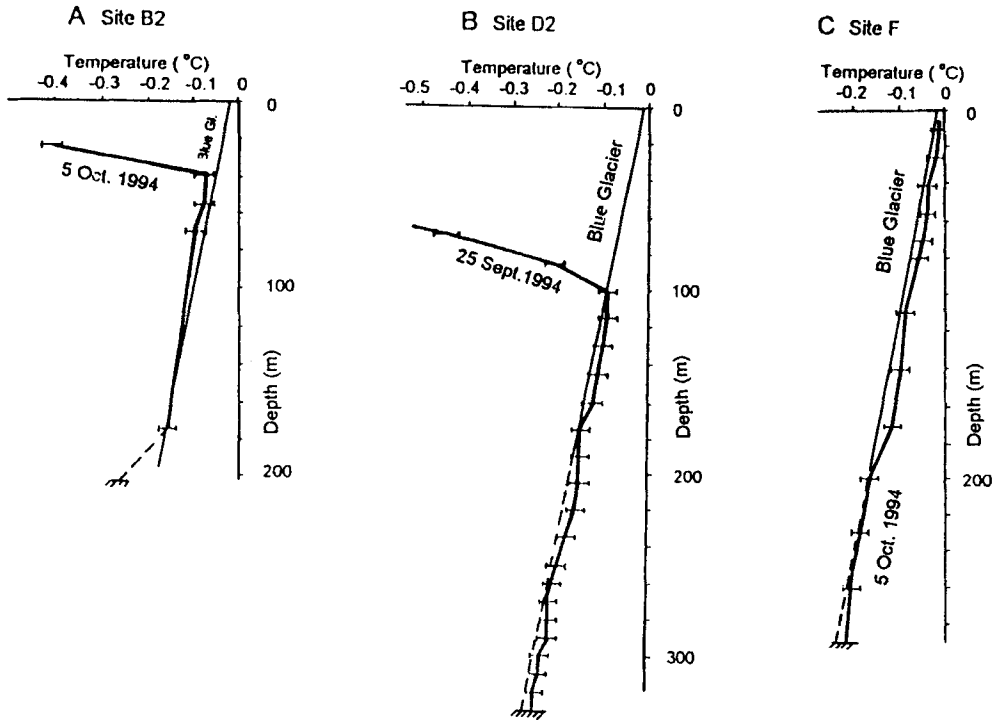 A Site B2
Temperature (°C)
-0.4 -0.3 -0.2 -0.1 0
0
Blue Gl.
5 Oct. 1994
100
Depth (m)
200
B Site D2
Temperature (°C)
-0.5 -0.4 -0.3 -0.2 -0.1 0
0
Blue Glacier
25 Sept. 1994
100
Depth (m)
200
300
C Site F
Temperature (°C)
-0.2 -0.1 0
0
Blue Glacier
100
Depth (m)
200
5 Oct. 1994